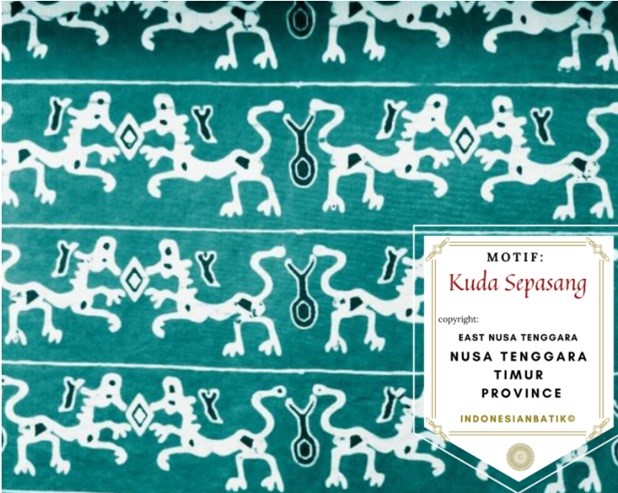 MOTIF:
Kuda Sepasang
copyright:
EAST NUSA TENGGARA
NUSA TENGGARA
TIMUR
PROVINCE
INDONESIANBATIK©